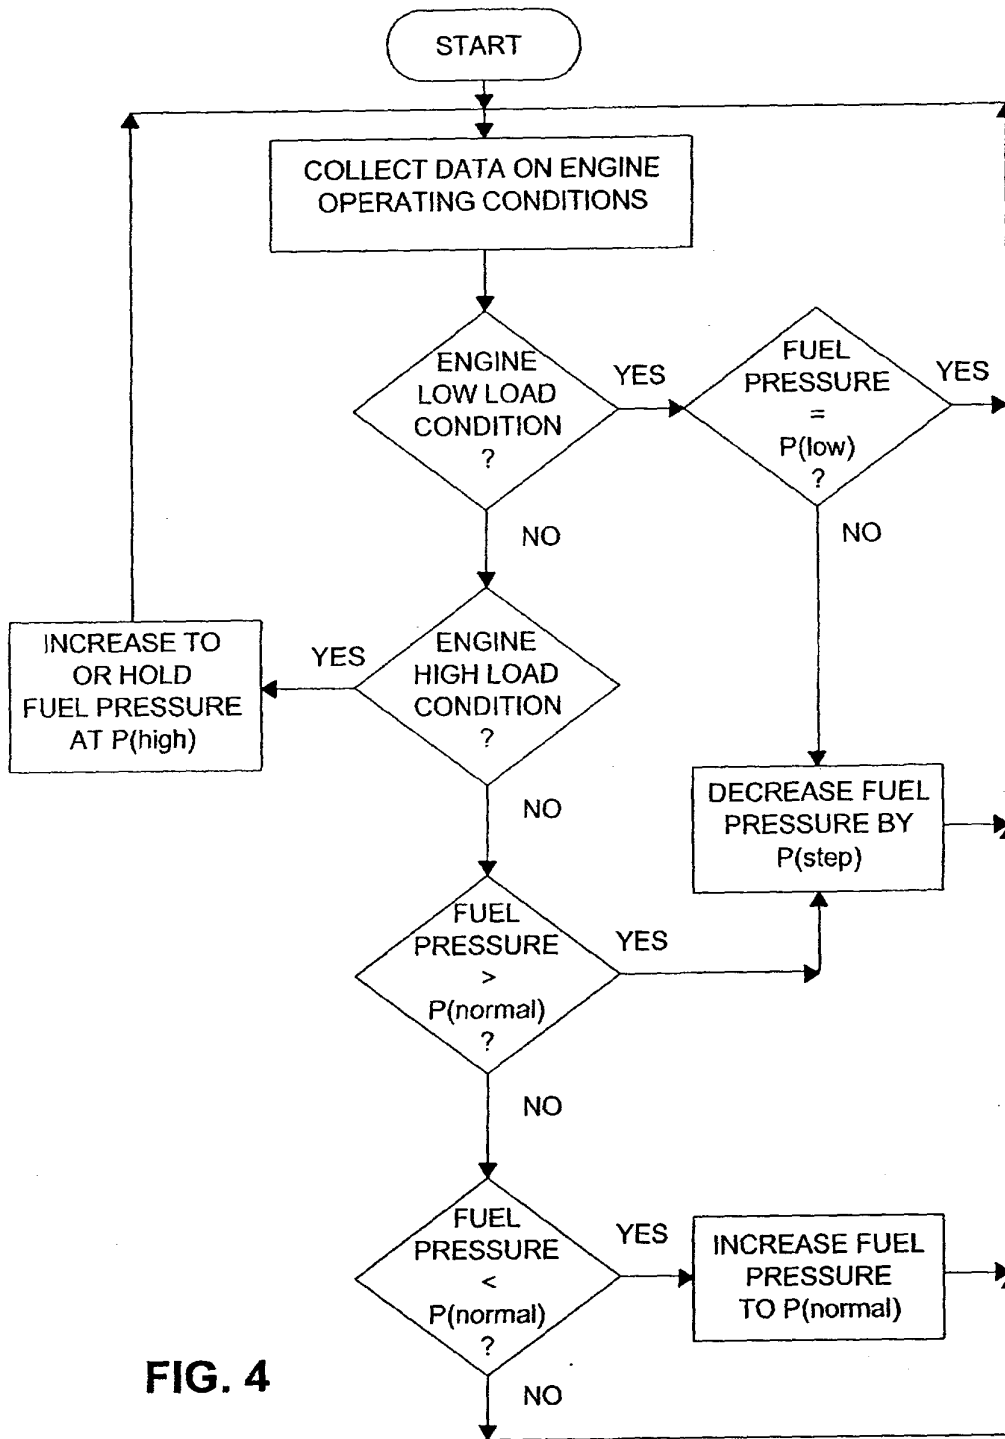 START
COLLECT DATA ON ENGINE
OPERATING CONDITIONS
ENGINE
LOW LOAD
CONDITION
?
YES
FUEL
PRESSURE
=
P(low)
?
YES
NO
NO
INCREASE TO
OR HOLD
FUEL PRESSURE
AT P(high)
YES
ENGINE
HIGH LOAD
CONDITION
?
NO
DECREASE FUEL
PRESSURE BY
P(step)
FUEL
PRESSURE
>
P(normal)
?
YES
NO
FUEL
PRESSURE
<
P(normal)
?
YES
INCREASE FUEL
PRESSURE
TO P(normal)
NO
FIG. 4